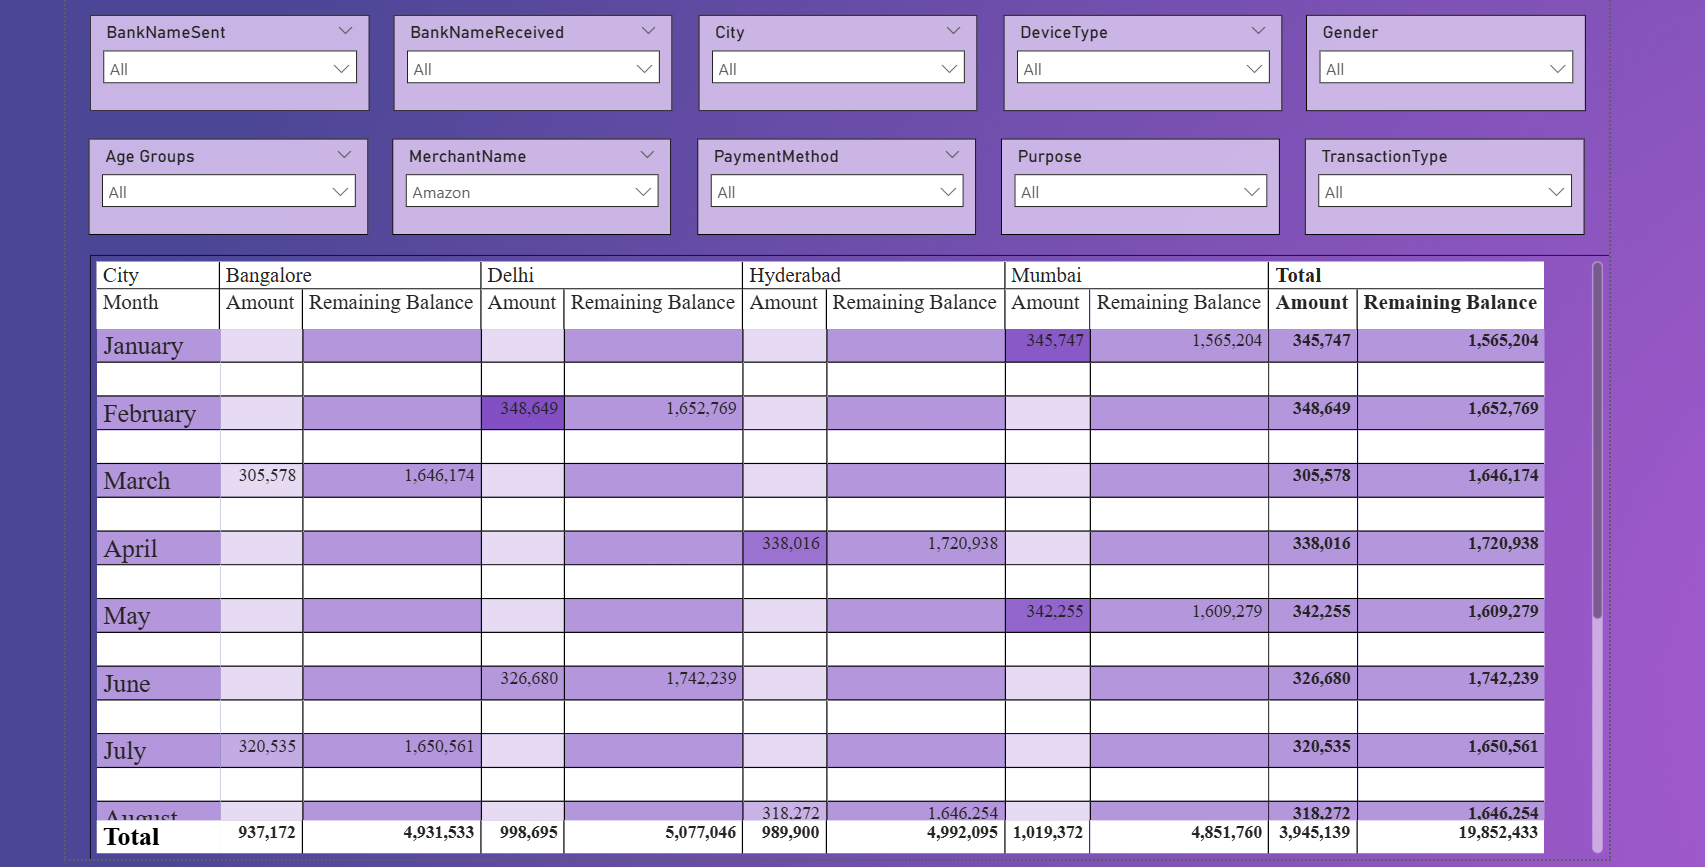 BankNameSent BankNameReceived City DeviceType Gender
All All All All All
Age Groups MerchantName PaymentMethod Purpose TransactionType
All Amazon All All All
City Bangalore Delhi Hyderabad Mumbai Total
Month Amount Remaining Balance Amount Remaining Balance Amount Remaining Balance Amount Remaining Balance Amount Remaining Balance
January 345,747 1,565,204 345,747 1,565,204
February 348,649 1,652,769 348,649 1,652,769
March 305,578 1,646,174 305,578 1,646,174
April 338,016 1,720,938 338,016 1,720,938
May 342,255 1,609,279 342,255 1,609,279
June 326,680 1,742,239 326,680 1,742,239
July 320,535 1,650,561 320,535 1,650,561
August 318,272 1,646,254 318,272 1,646,254
Total 937,172 4,931,533 998,695 5,077,046 989,900 4,992,095 1,019,372 4,851,760 3,945,139 19,852,433